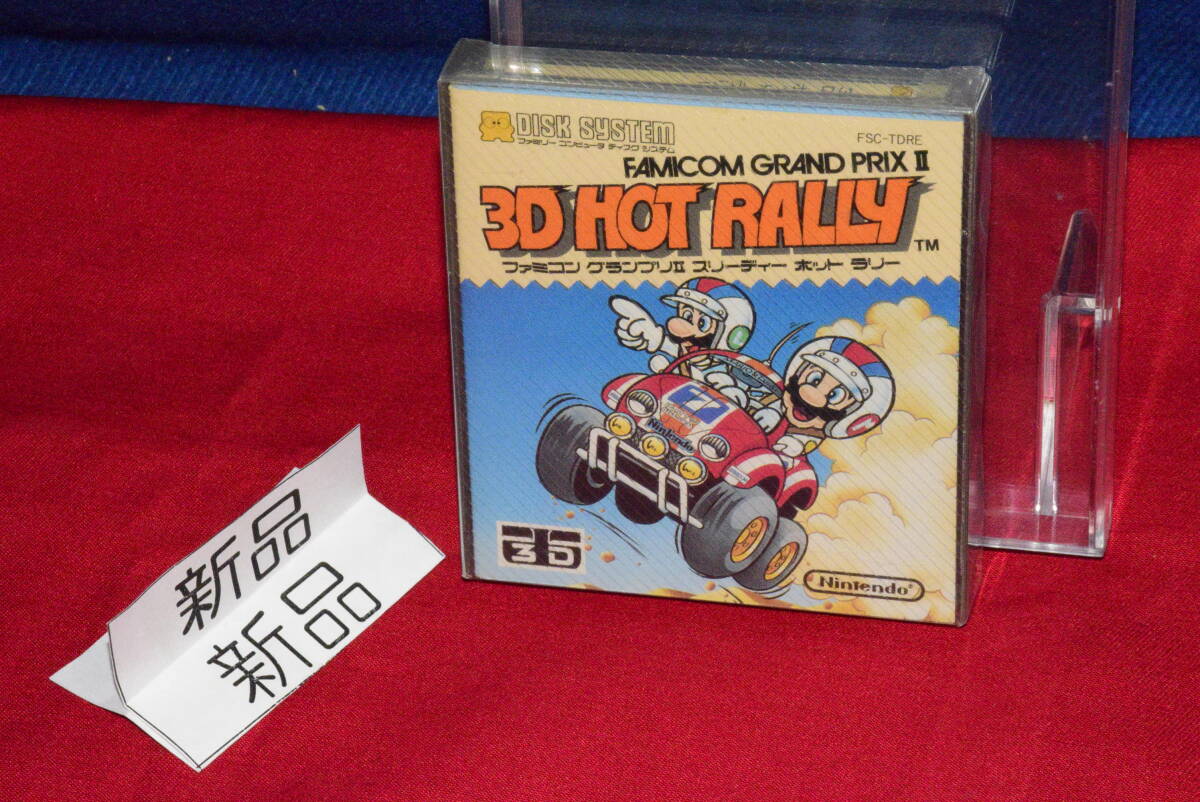 DISK SYSTEM
ファミリー コンピュータ ディスク システム
FSC-TDRE
FAMICOM GRAND PRIX II
3D HOT RALLY™
ファミコン グランプリII スリーディー ホット ラリー
7
Nintendo
3D
Nintendo®
新品
新品